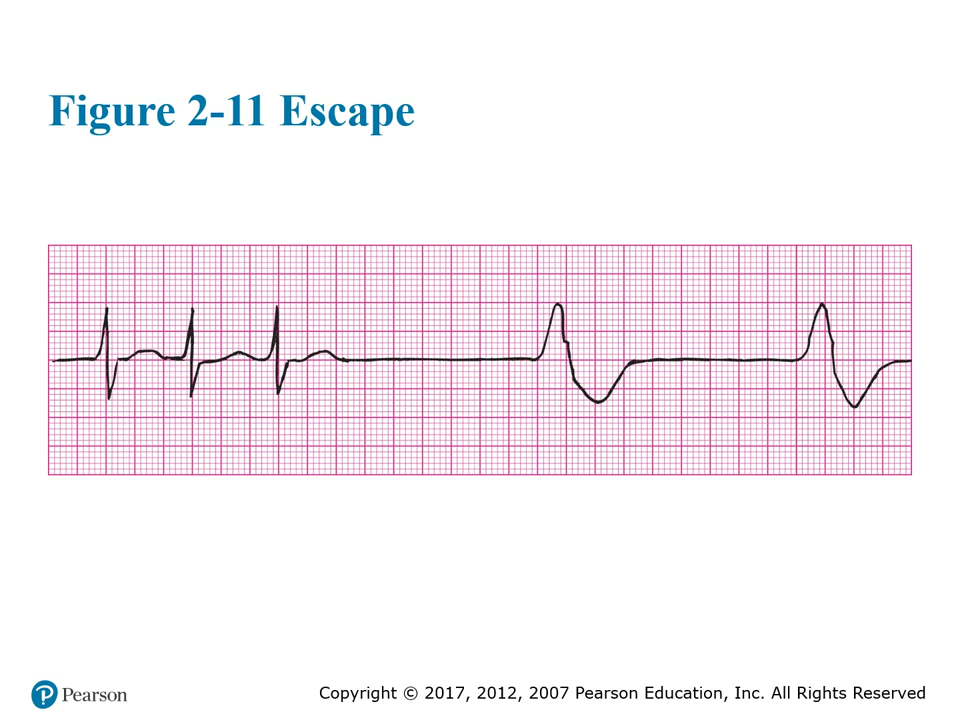 Figure 2-11 Escape
Pearson
Copyright © 2017, 2012, 2007 Pearson Education, Inc. All Rights Reserved